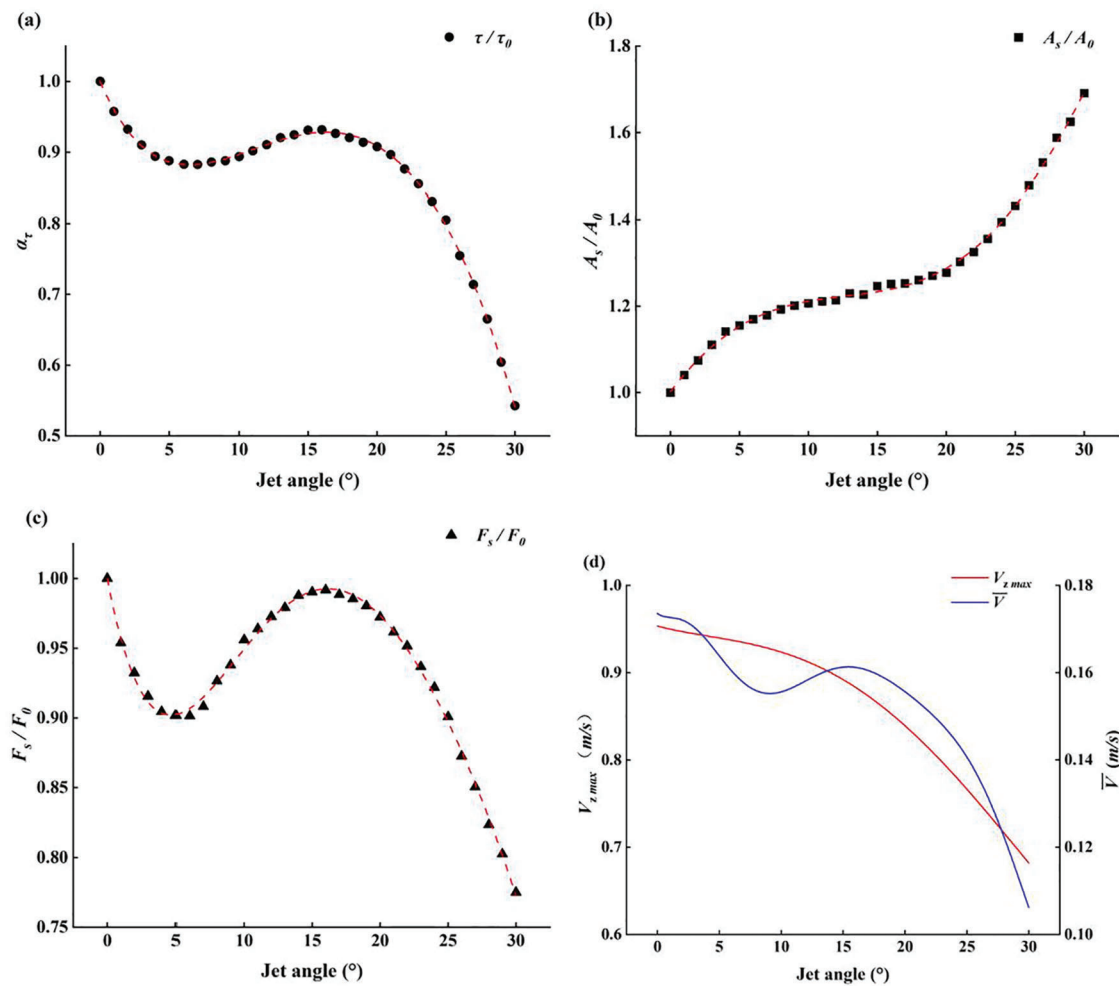 (a)
τ / τ0
1.0
0.9
0.8
0.7
0.6
0.5
ατ
0 5 10 15 20 25 30
Jet angle (°)
(b)
As / A0
1.8
1.6
1.4
1.2
1.0
As / A0
0 5 10 15 20 25 30
Jet angle (°)
(c)
Fs / F0
1.00
0.95
0.90
0.85
0.80
0.75
Fs / F0
0 5 10 15 20 25 30
Jet angle (°)
(d)
Vz max
V̅
1.0
0.9
0.8
0.7
0.6
Vz max (m/s)
0.18
0.16
0.14
0.12
0.10
V̅ (m/s)
0 5 10 15 20 25 30
Jet angle (°)